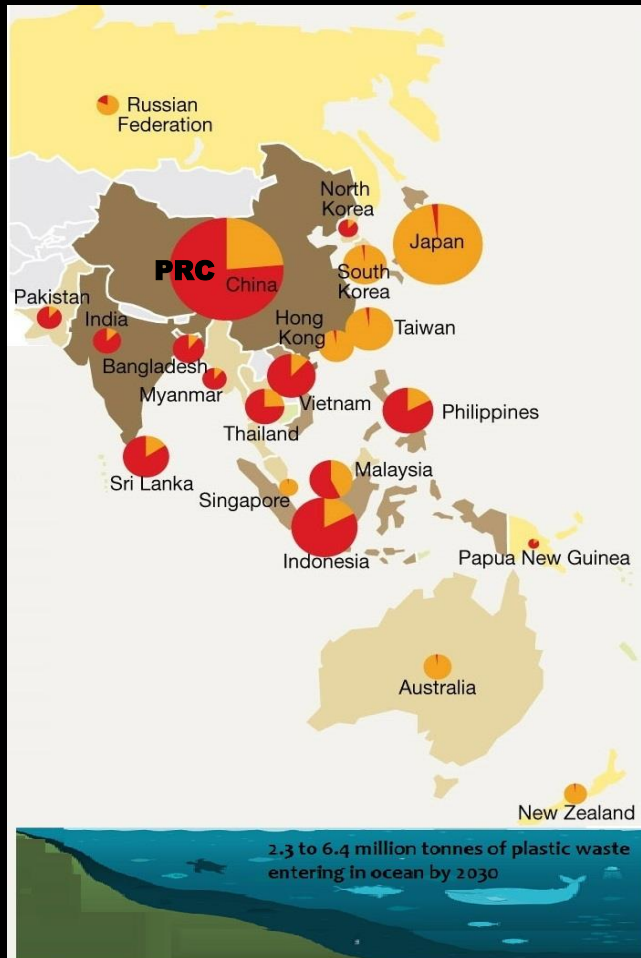 Russian
Federation
North
Korea
Japan
PRC
China
South
Korea
Pakistan
India
Hong
Kong
Taiwan
Bangladesh
Myanmar
Vietnam
Philippines
Thailand
Malaysia
Sri Lanka
Singapore
Indonesia
Papua New Guinea
Australia
New Zealand
2.3 to 6.4 million tonnes of plastic waste
entering in ocean by 2030